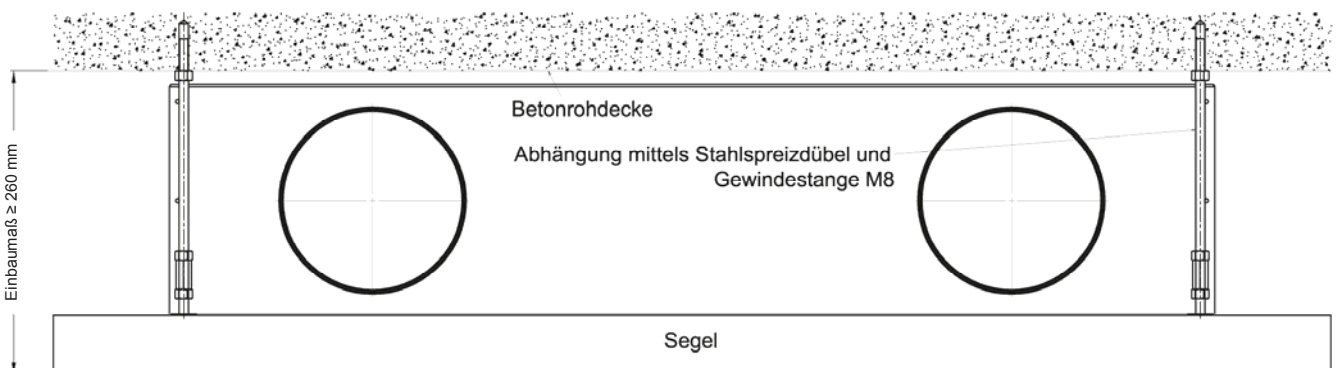 Betonrohdecke
Abhängung mittels Stahlspreizdübel und
Gewindestange M8
Einbaumaß ≥ 260 mm
Segel